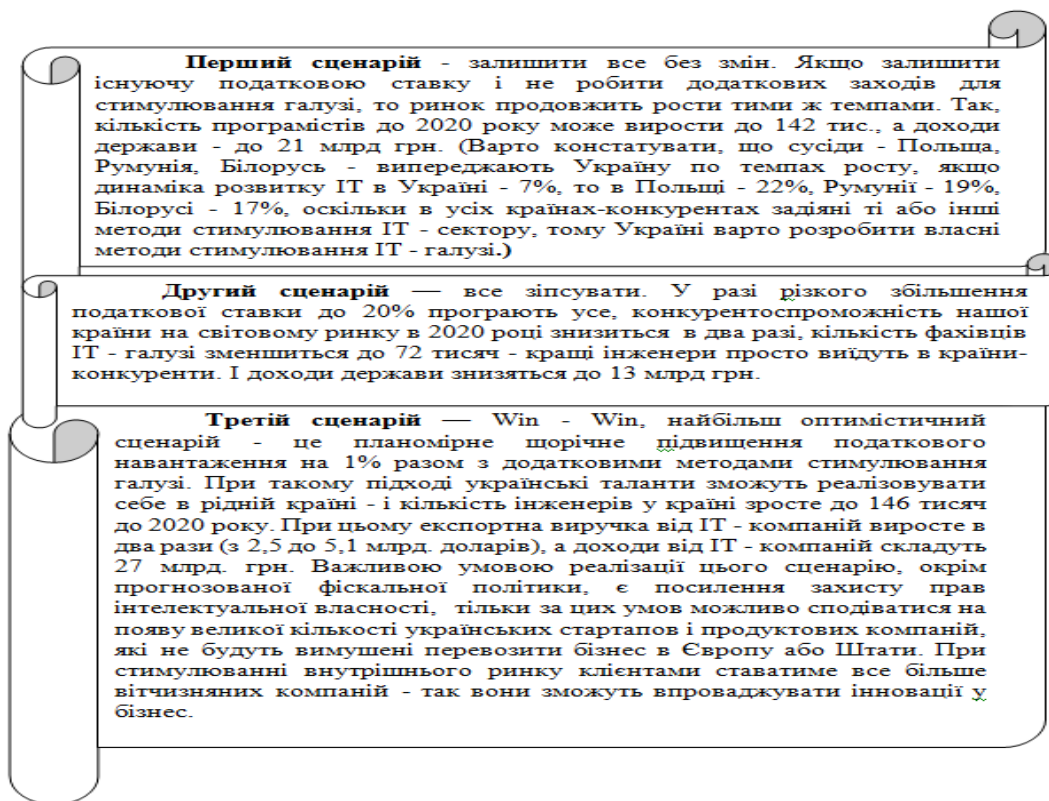 Перший сценарій - залишити все без змін. Якщо залишити
існуючу податковою ставку і не робити додаткових заходів для
стимулювання галузі, то ринок продовжить рости тими ж темпами. Так,
кількість програмістів до 2020 року може вирости до 142 тис., а доходи
держави - до 21 млрд грн. (Варто констатувати, що сусіди - Польща,
Румунія, Білорусь - випереджають Україну по темпах росту, якщо
динаміка розвитку ІТ в Україні - 7%, то в Польщі - 22%, Румунії - 19%,
Білорусі - 17%, оскільки в усіх країнах-конкурентах задіяні ті або інші
методи стимулювання ІТ - сектору, тому Україні варто розробити власні
методи стимулювання ІТ - галузі.)
Другий сценарій — все зіпсувати. У разі різкого збільшення
податкової ставки до 20% програють усе, конкурентоспроможність нашої
країни на світовому ринку в 2020 році знизиться в два разі, кількість фахівців
ІТ - галузі зменшиться до 72 тисяч - кращі інженери просто виїдуть в країни-
конкуренти. І доходи держави знизяться до 13 млрд грн.
Третій сценарій — Win - Win, найбільш оптимістичний
сценарій - це планомірне щорічне підвищення податкового
навантаження на 1% разом з додатковими методами стимулювання
галузі. При такому підході українські таланти зможуть реалізовувати
себе в рідній країні - і кількість інженерів у країні зросте до 146 тисяч
до 2020 року. При цьому експортна виручка від ІТ - компаній виросте в
два рази (з 2,5 до 5,1 млрд. доларів), а доходи від ІТ - компаній складуть
27 млрд. грн. Важливою умовою реалізації цього сценарію, окрім
прогнозованої фіскальної політики, є посилення захисту прав
інтелектуальної власності, тільки за цих умов можливо сподіватися на
появу великої кількості українських стартапов і продуктових компаній,
які не будуть вимушені перевозити бізнес в Європу або Штати. При
стимулюванні внутрішнього ринку клієнтами ставатиме все більше
вітчизняних компаній - так вони зможуть впроваджувати інновації у
бізнес.